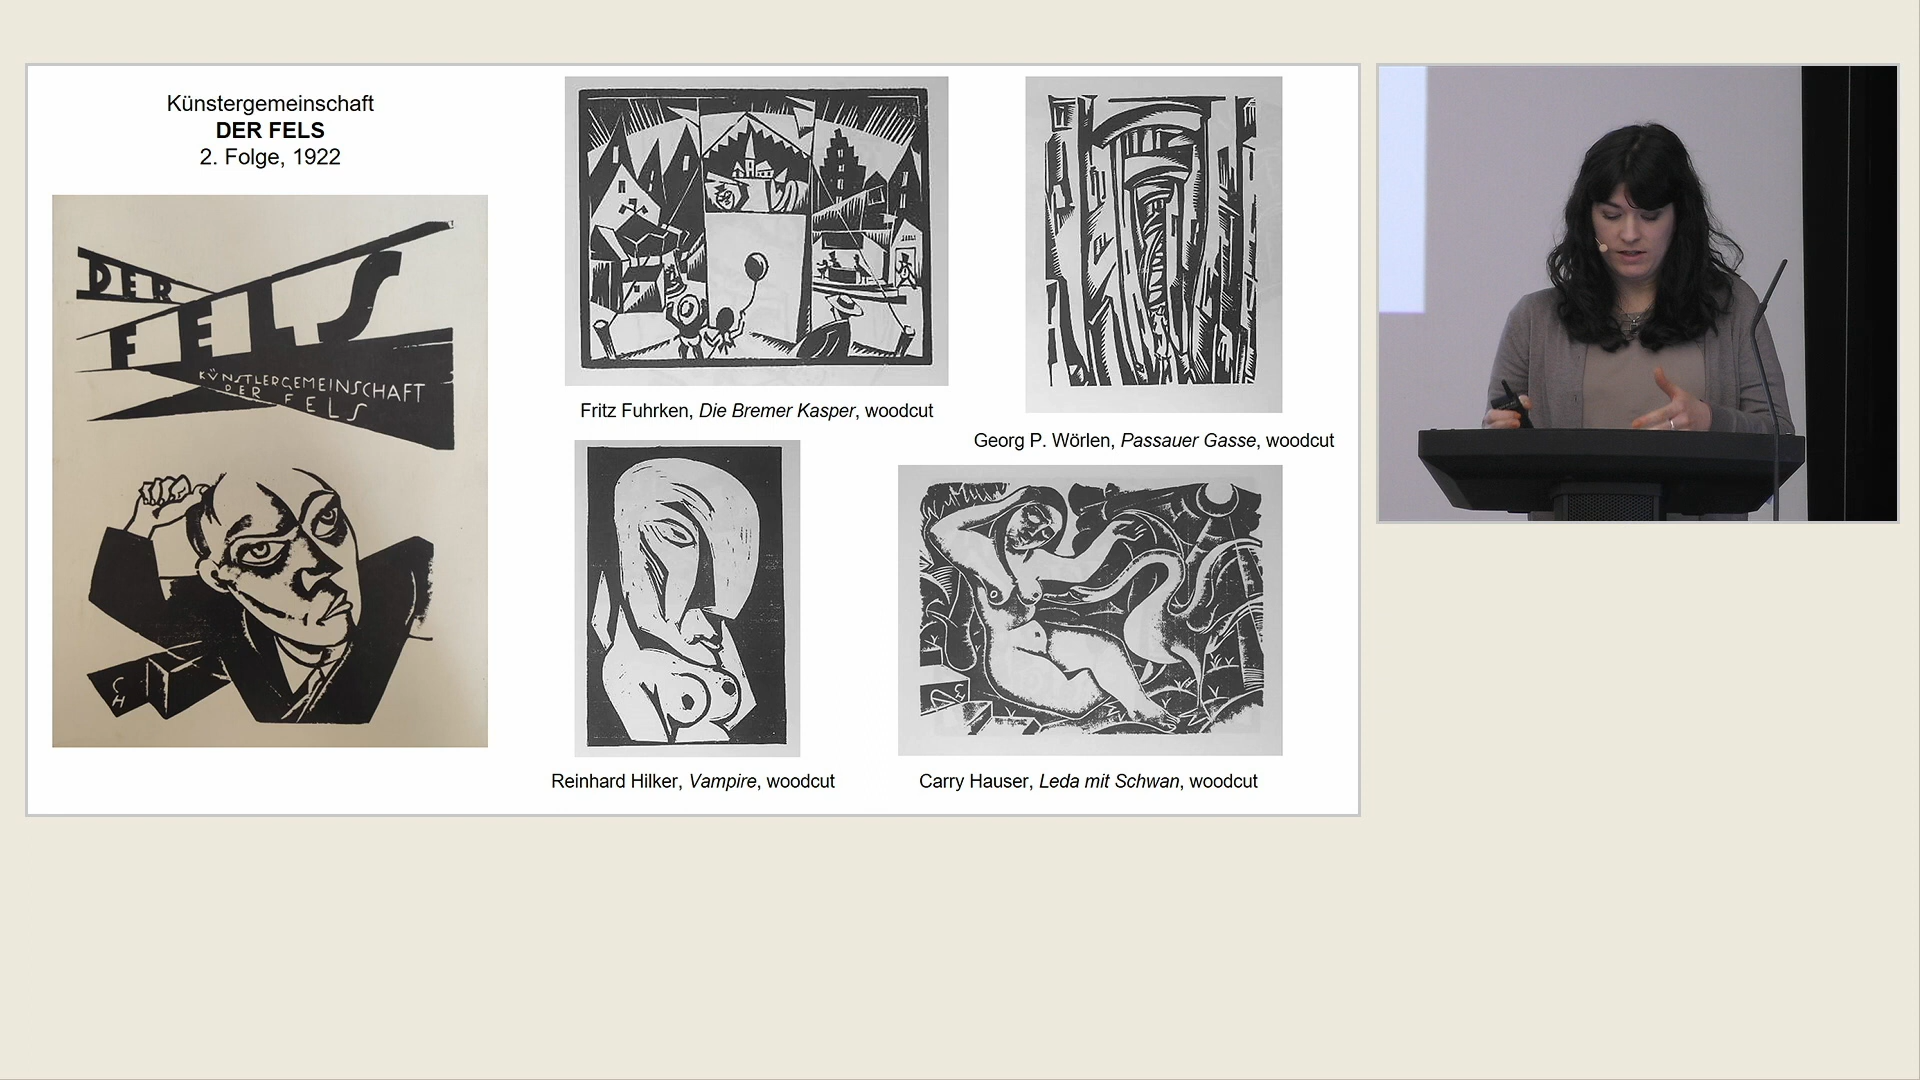 Künstergemeinschaft
DER FELS
2. Folge, 1922
DER
FELS
KÜNSTLERGEMEINSCHAFT
DER FELS
CH
Fritz Fuhrken, Die Bremer Kasper, woodcut
Georg P. Wörlen, Passauer Gasse, woodcut
Reinhard Hilker, Vampire, woodcut
Carry Hauser, Leda mit Schwan, woodcut